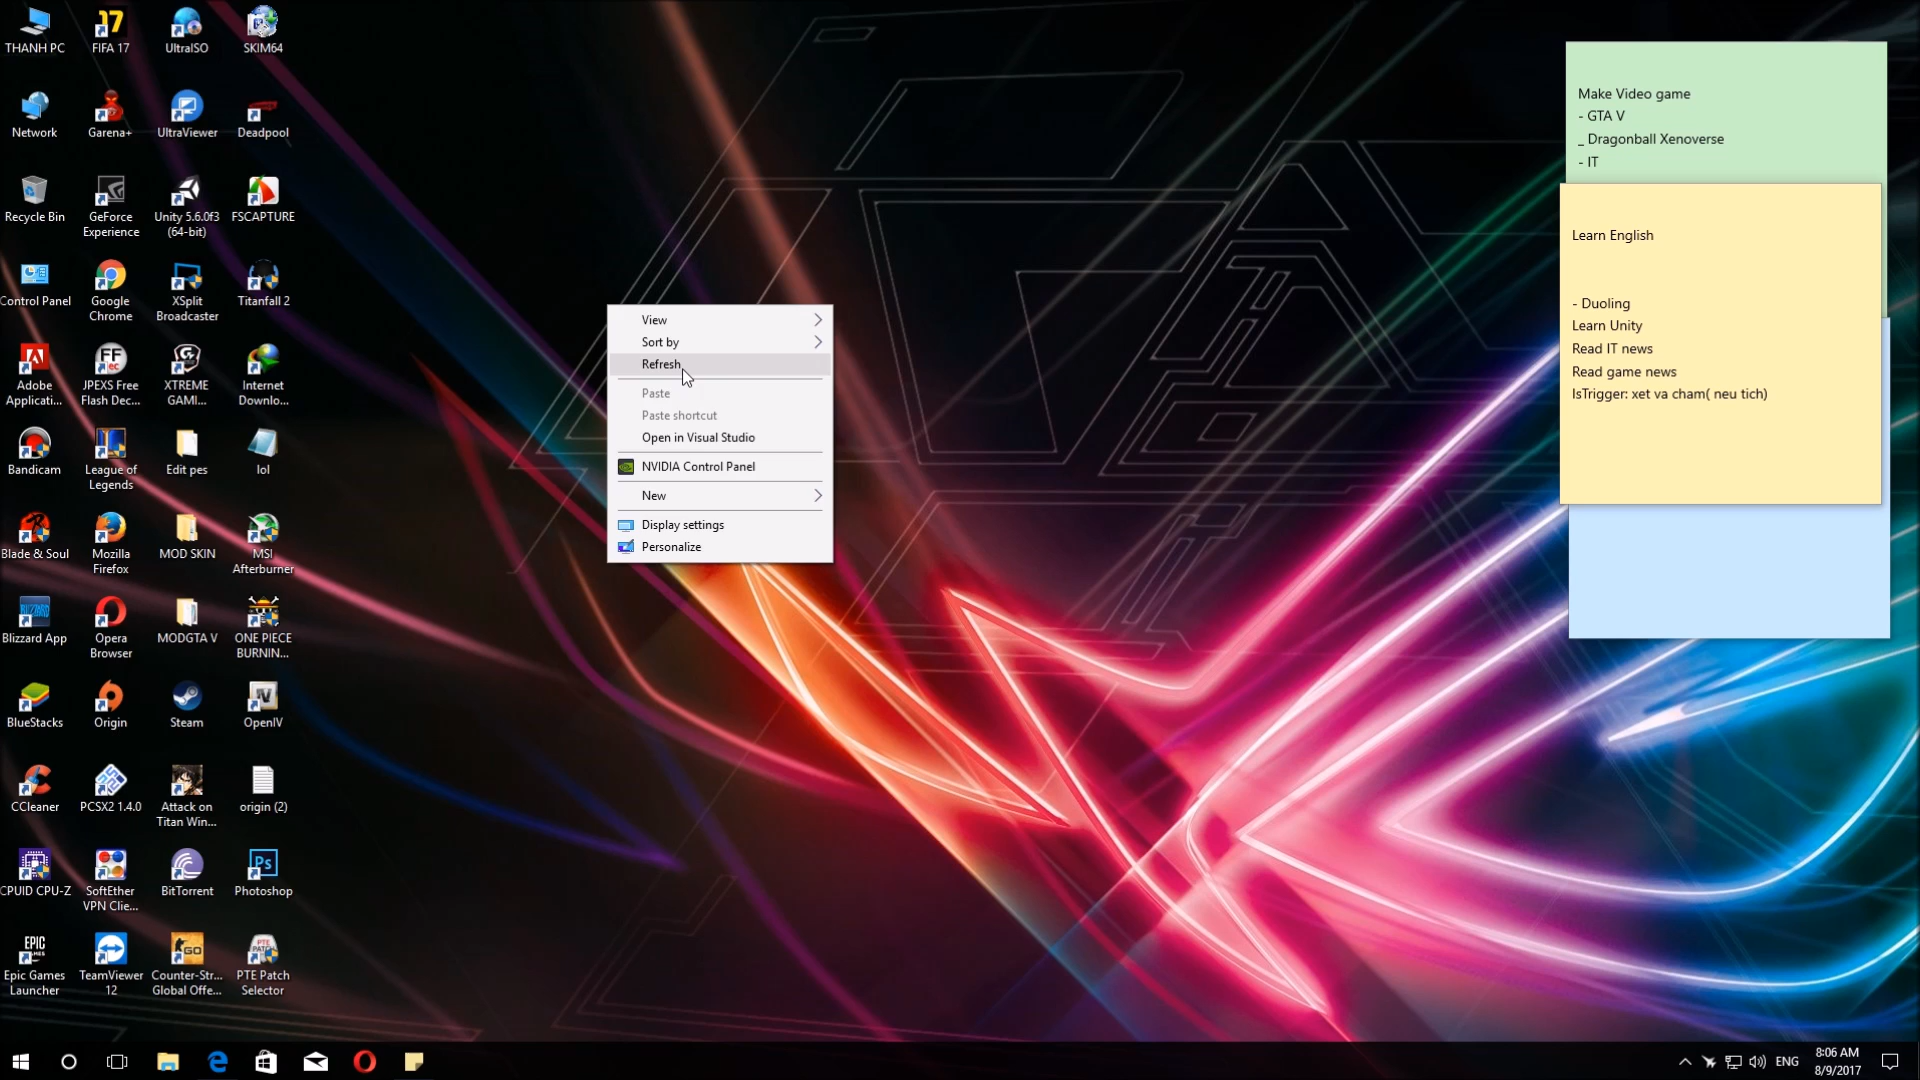 THANH PC
FIFA 17
UltraISO
SKIM64
Network
Garena+
UltraViewer
Deadpool
Recycle Bin
GeForce
Experience
Unity 5.6.0f3
(64-bit)
FSCAPTURE
Control Panel
Google
Chrome
XSplit
Broadcaster
Titanfall 2
Adobe
Applicati...
JPEXS Free
Flash Dec...
XTREME
GAMI...
Internet
Downlo...
Bandicam
League of
Legends
Edit pes
lol
Blade & Soul
Mozilla
Firefox
MOD SKIN
MSI
Afterburner
Blizzard App
Opera
Browser
MODGTA V
ONE PIECE
BURNIN...
BlueStacks
Origin
Steam
OpenIV
CCleaner
PCSX2 1.4.0
Attack on
Titan Win...
origin (2)
CPUID CPU-Z
SoftEther
VPN Clie...
BitTorrent
Photoshop
Epic Games
Launcher
TeamViewer
12
Counter-Str...
Global Offe...
PTE Patch
Selector
View
Sort by
Refresh
Paste
Paste shortcut
Open in Visual Studio
NVIDIA Control Panel
New
Display settings
Personalize
Make Video game
- GTA V
_ Dragonball Xenoverse
- IT
Learn English
- Duoling
Learn Unity
Read IT news
Read game news
IsTrigger: xet va cham( neu tich)
ENG
8:06 AM
8/9/2017